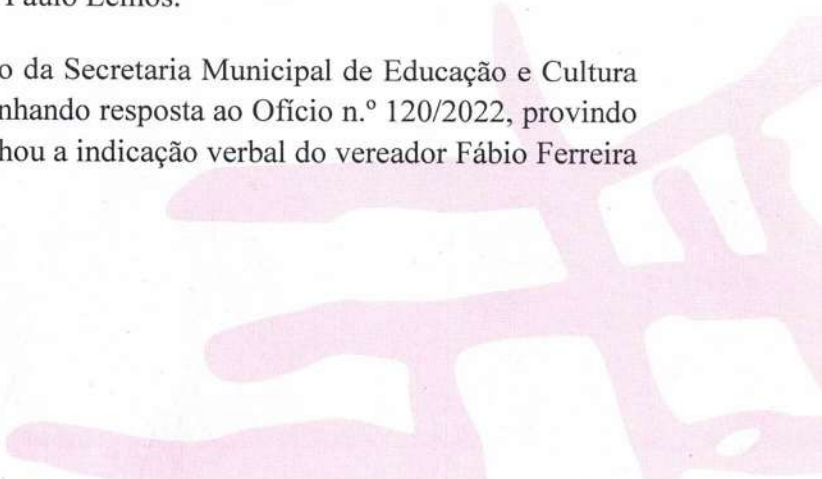 Paulo Lemos.
o da Secretaria Municipal de Educação e Cultura
nhando resposta ao Ofício n.º 120/2022, provindo
hou a indicação verbal do vereador Fábio Ferreira